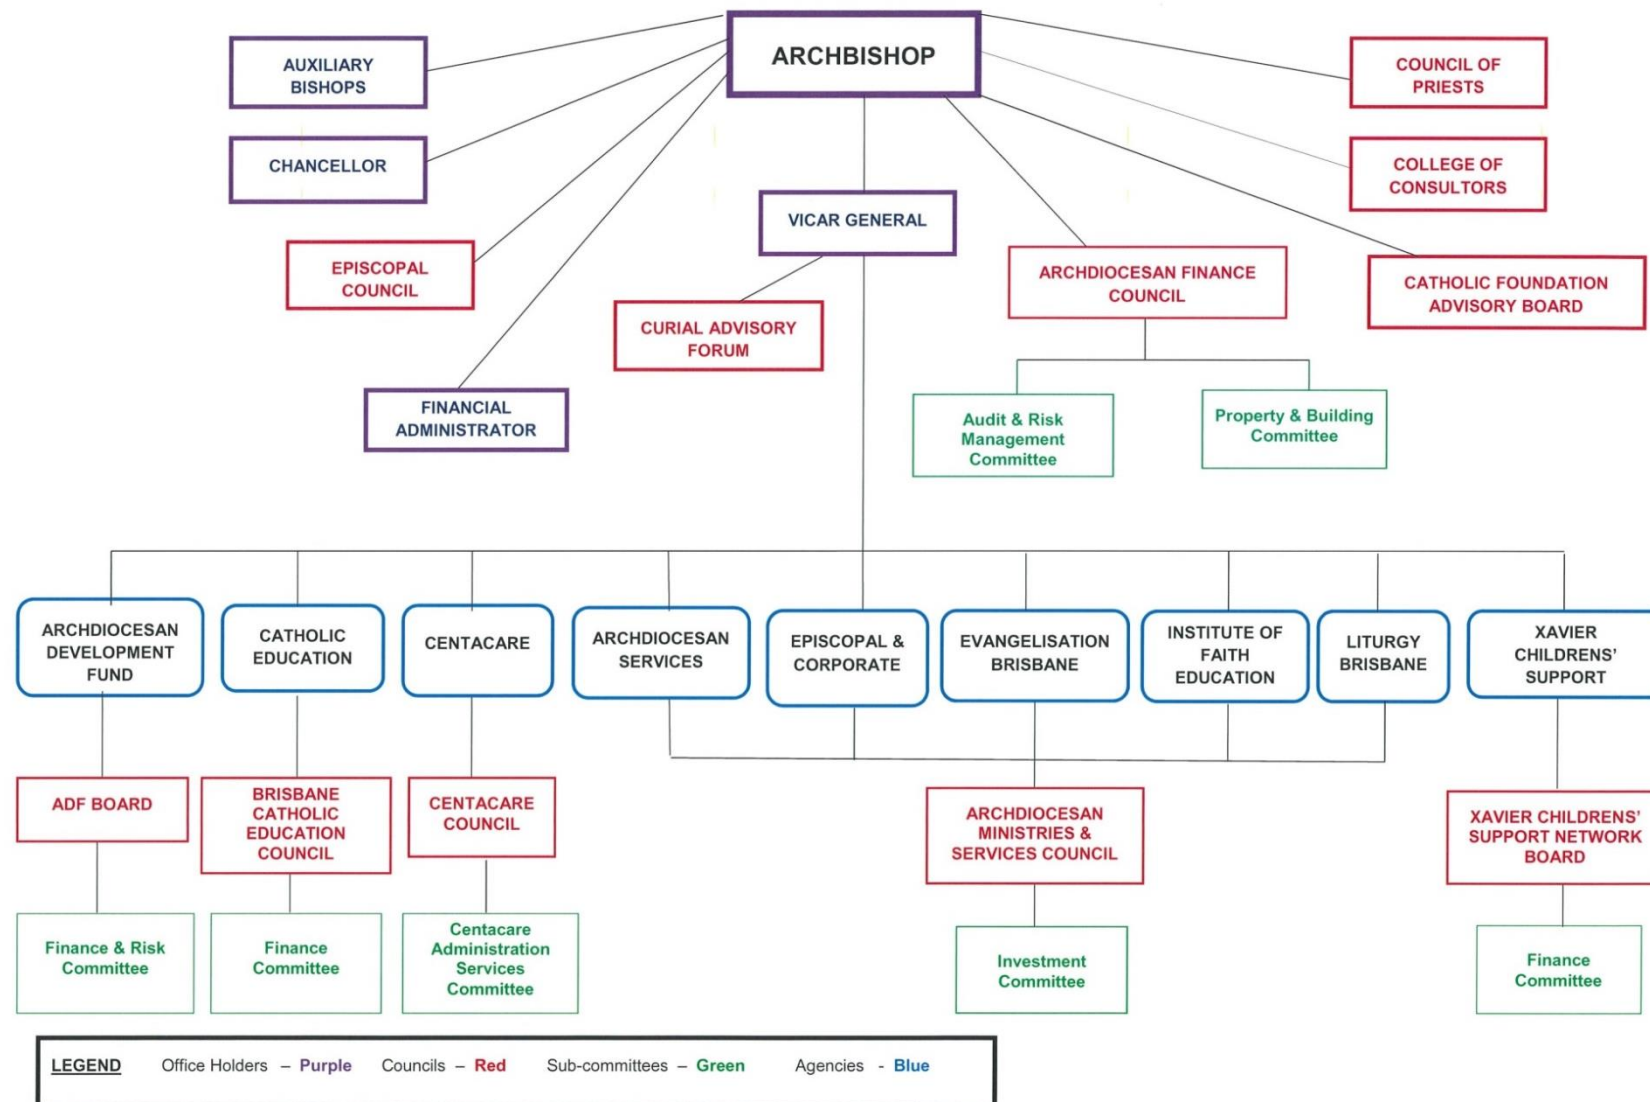 ARCHBISHOP
AUXILIARY
BISHOPS
COUNCIL OF
PRIESTS
CHANCELLOR
COLLEGE OF
CONSULTORS
VICAR GENERAL
EPISCOPAL
COUNCIL
ARCHDIOCESAN FINANCE
COUNCIL
CATHOLIC FOUNDATION
ADVISORY BOARD
CURIAL ADVISORY
FORUM
FINANCIAL
ADMINISTRATOR
Audit & Risk
Management
Committee
Property & Building
Committee
ARCHDIOCESAN
DEVELOPMENT
FUND
CATHOLIC
EDUCATION
CENTACARE
ARCHDIOCESAN
SERVICES
EPISCOPAL &
CORPORATE
EVANGELISATION
BRISBANE
INSTITUTE OF
FAITH
EDUCATION
LITURGY
BRISBANE
XAVIER
CHILDRENS’
SUPPORT
ADF BOARD
BRISBANE
CATHOLIC
EDUCATION
COUNCIL
CENTACARE
COUNCIL
ARCHDIOCESAN
MINISTRIES &
SERVICES COUNCIL
XAVIER CHILDRENS’
SUPPORT NETWORK
BOARD
Finance & Risk
Committee
Finance
Committee
Centacare
Administration
Services
Committee
Investment
Committee
Finance
Committee
LEGEND Office Holders – Purple Councils – Red Sub-committees – Green Agencies - Blue